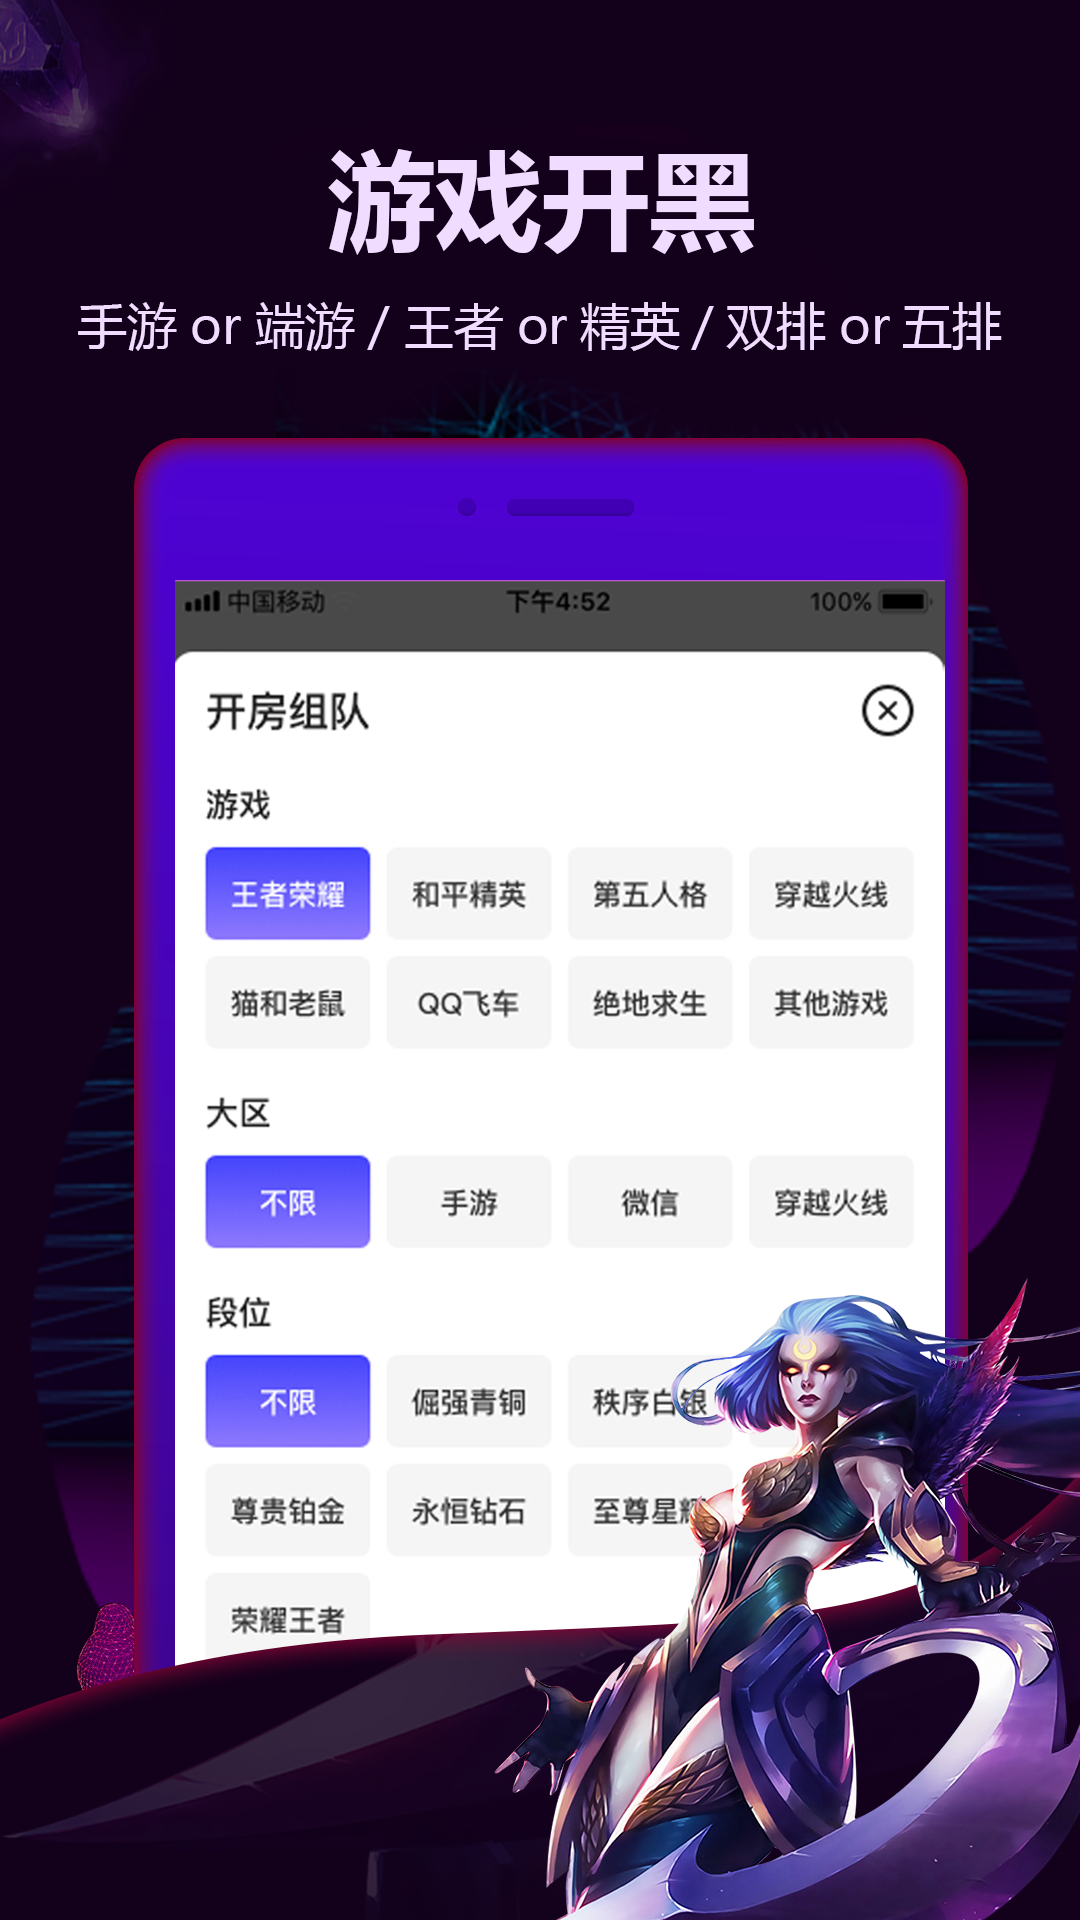 游戏开黑
手游 or 端游 / 王者 or 精英 / 双排 or 五排
中国移动 下午4:52 100%
开房组队
游戏
王者荣耀 和平精英 第五人格 穿越火线
猫和老鼠 QQ飞车 绝地求生 其他游戏
大区
不限 手游 微信 穿越火线
段位
不限 倔强青铜 秩序白银
尊贵铂金 永恒钻石 至尊星耀
荣耀王者